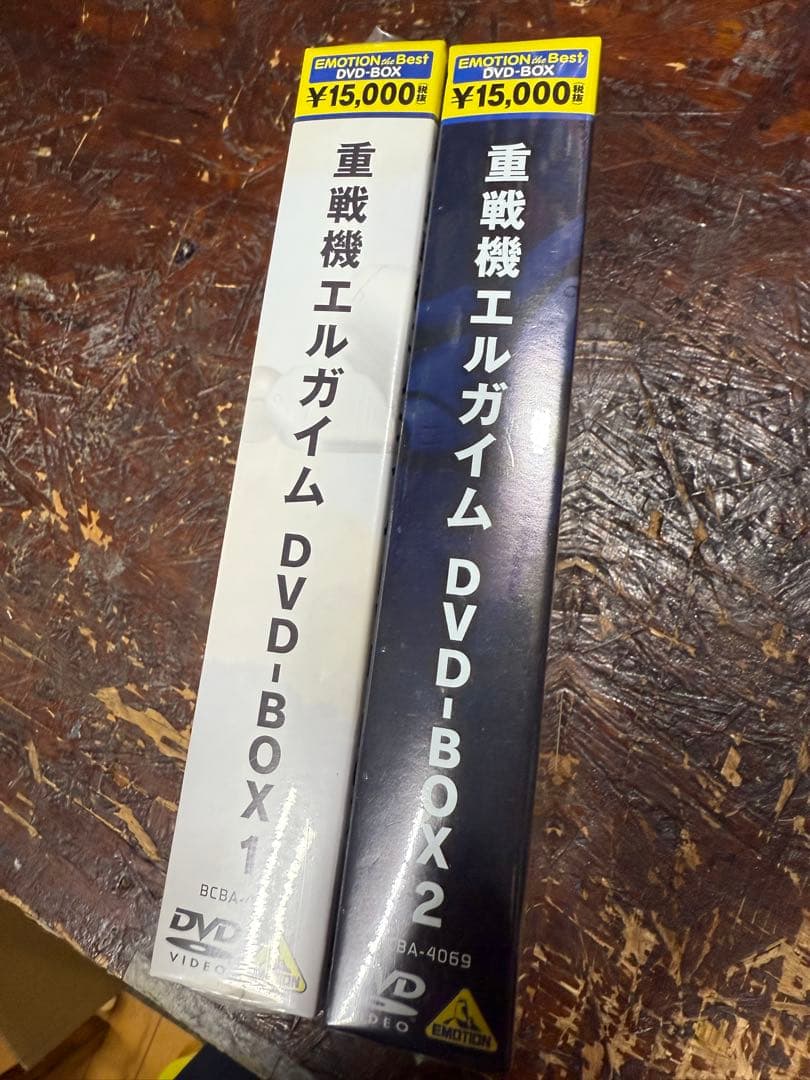 EMOTION the Best
DVD-BOX
¥15,000(税抜)
重戦機エルガイム DVD-BOX 1
BCBA-
DVD
VIDEO
EMOTION the Best
DVD-BOX
¥15,000(税抜)
重戦機エルガイム DVD-BOX 2
BA-4069
EMOTION